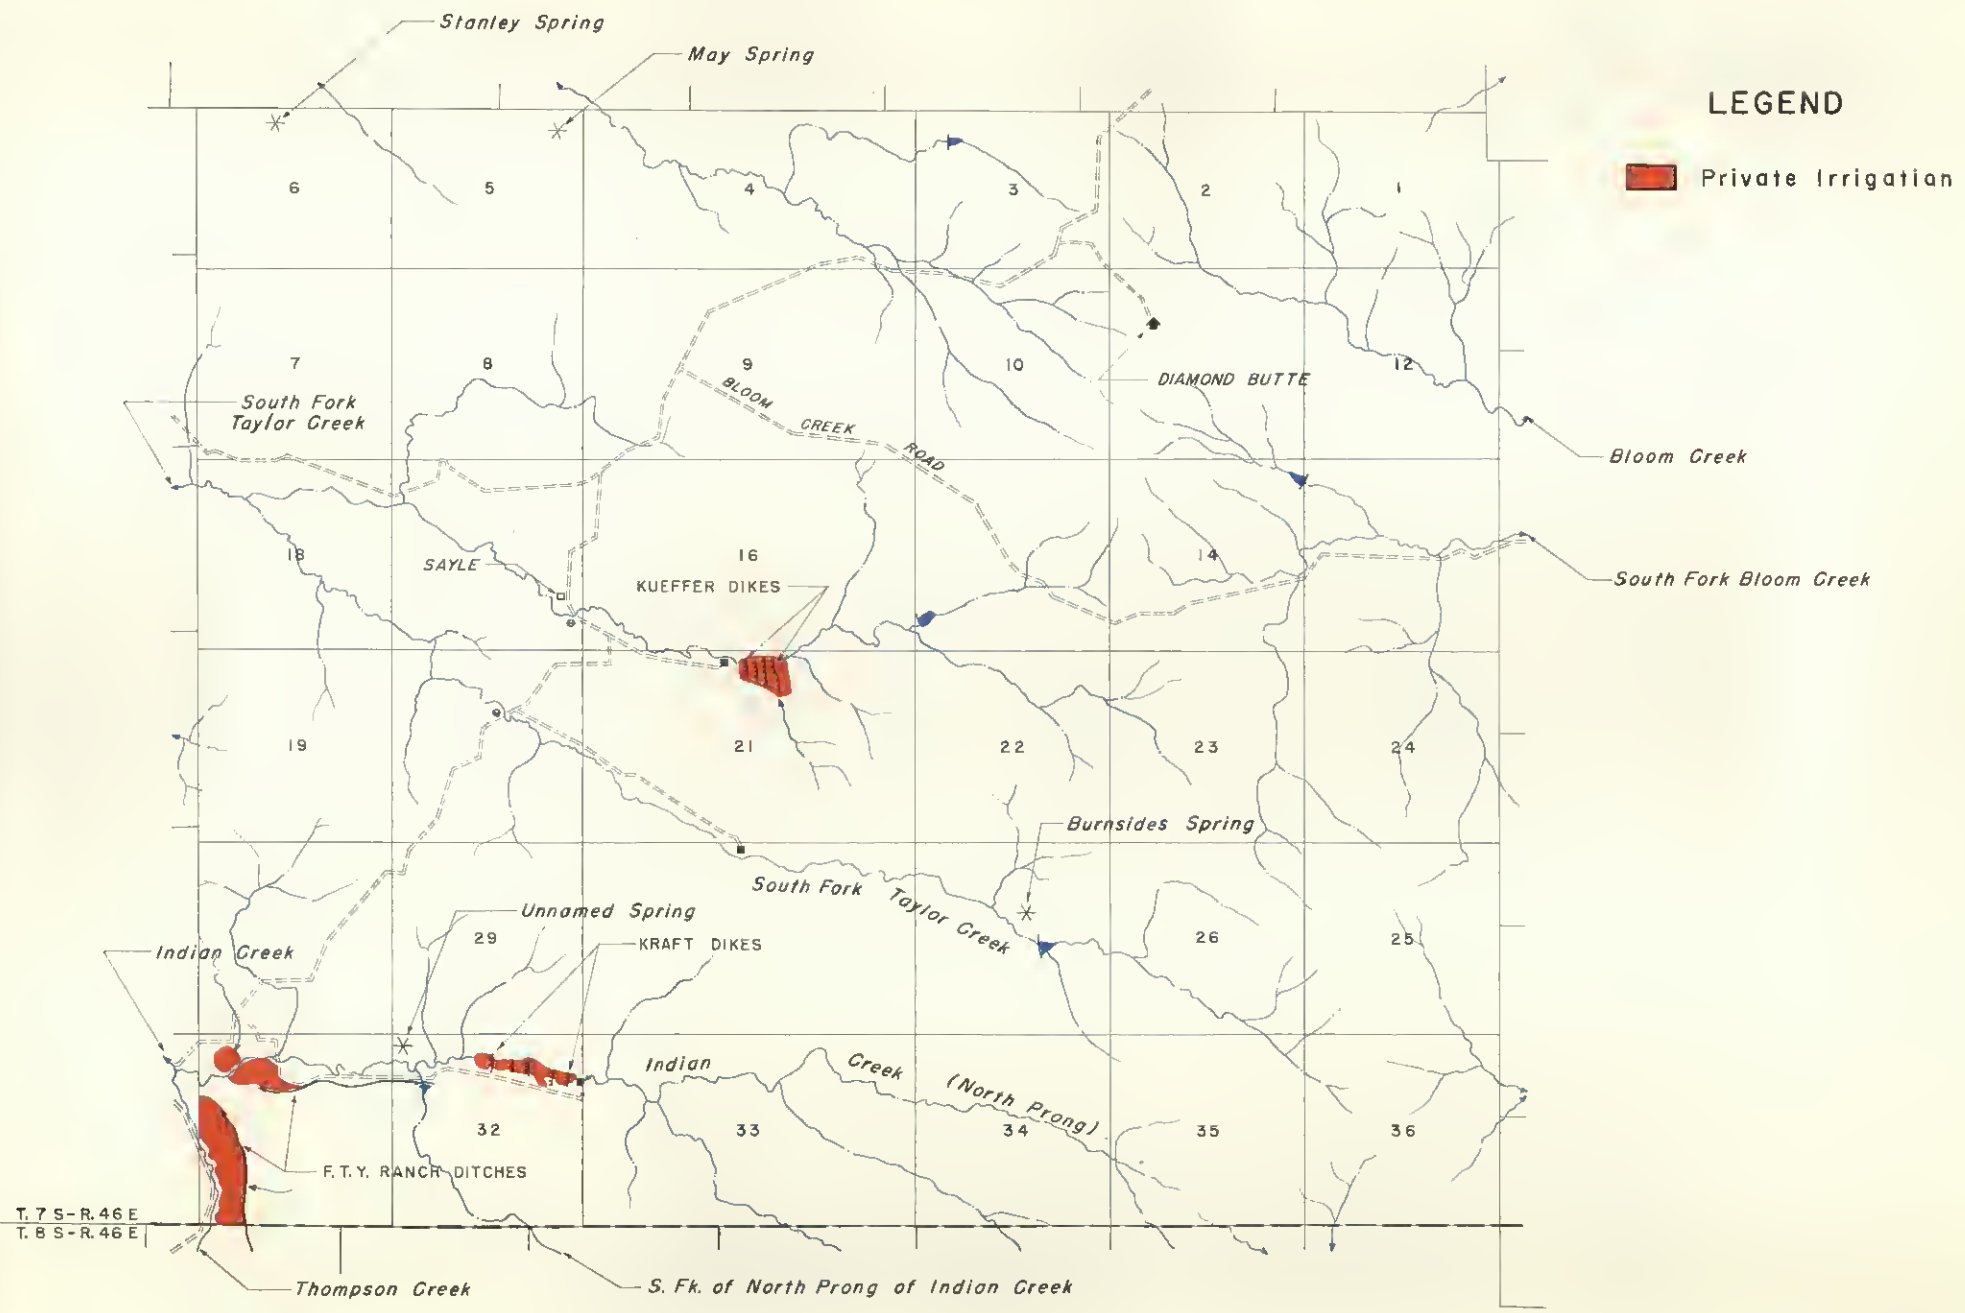 Stanley Spring
May Spring
LEGEND
Private Irrigation
6
5
4
3
2
1
7
8
9
10
12
BLOOM CREEK ROAD
DIAMOND BUTTE
South Fork
Taylor Creek
Bloom Creek
18
SAYLE
16
14
KUEFFER DIKES
South Fork Bloom Creek
19
21
22
23
24
Burnsides Spring
South Fork Taylor Creek
Unnamed Spring
29
KRAFT DIKES
26
25
Indian Creek
Indian Creek (North Prong)
32
33
34
35
36
F.T.Y. RANCH DITCHES
T. 7 S-R. 46 E
T. 8 S-R. 46 E
Thompson Creek
S. Fk. of North Prong of Indian Creek